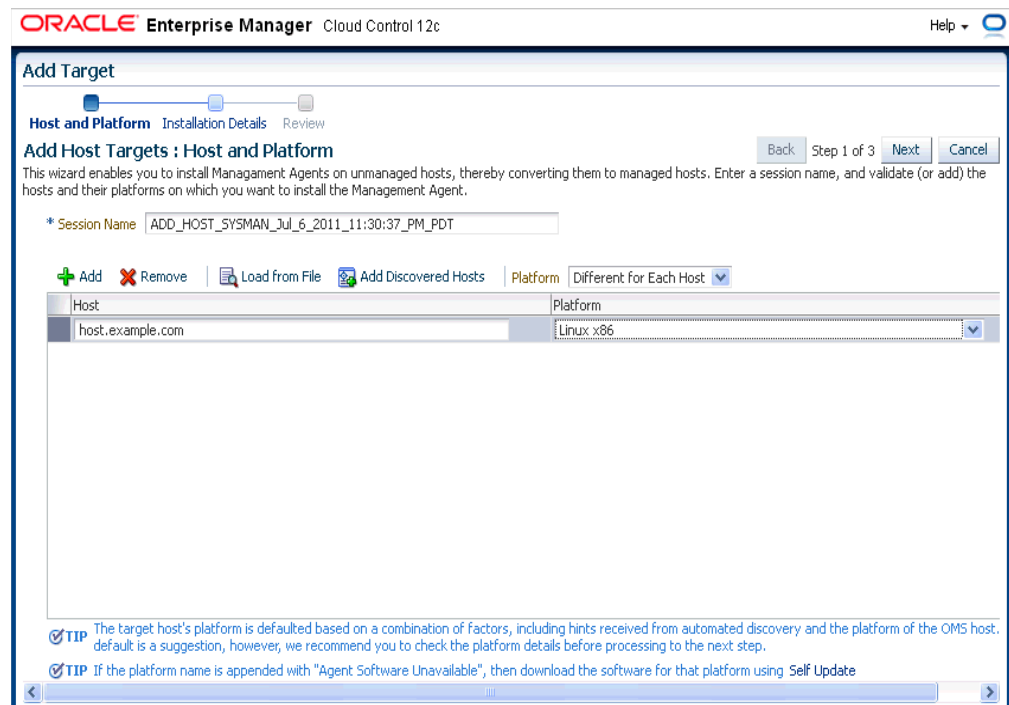 ORACLE Enterprise Manager Cloud Control 12c
Help
Add Target
Host and Platform Installation Details Review
Add Host Targets : Host and Platform
Back Step 1 of 3 Next Cancel
This wizard enables you to install Managament Agents on unmanaged hosts, thereby converting them to managed hosts. Enter a session name, and validate (or add) the
hosts and their platforms on which you want to install the Management Agent.
* Session Name ADD_HOST_SYSMAN_Jul_6_2011_11:30:37_PM_PDT
Add Remove Load from File Add Discovered Hosts Platform Different for Each Host
Host Platform
host.example.com Linux x86
TIP The target host's platform is defaulted based on a combination of factors, including hints received from automated discovery and the platform of the OMS host.
default is a suggestion, however, we recommend you to check the platform details before processing to the next step.
TIP If the platform name is appended with "Agent Software Unavailable", then download the software for that platform using Self Update